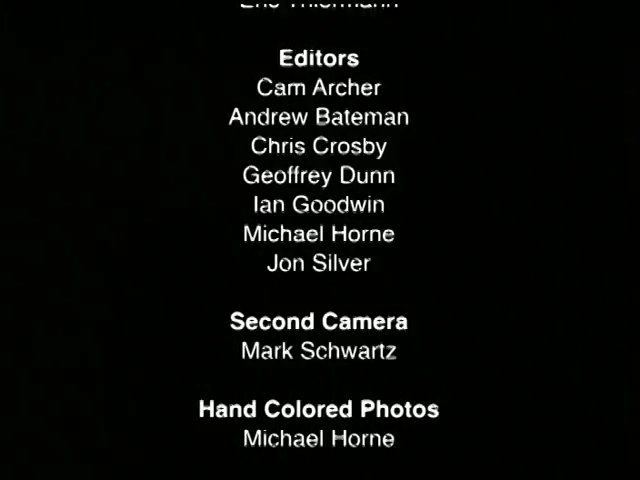 Editors
Cam Archer
Andrew Bateman
Chris Crosby
Geoffrey Dunn
Ian Goodwin
Michael Horne
Jon Silver
Second Camera
Mark Schwartz
Hand Colored Photos
Michael Horne